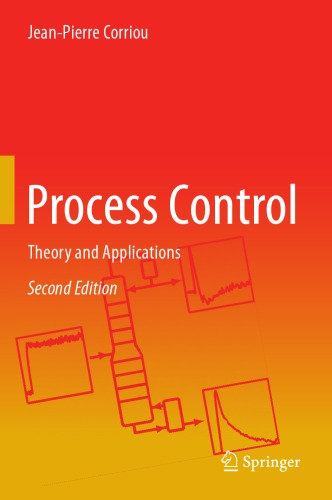 Jean-Pierre Corriou
Process Control
Theory and Applications
Second Edition
Springer